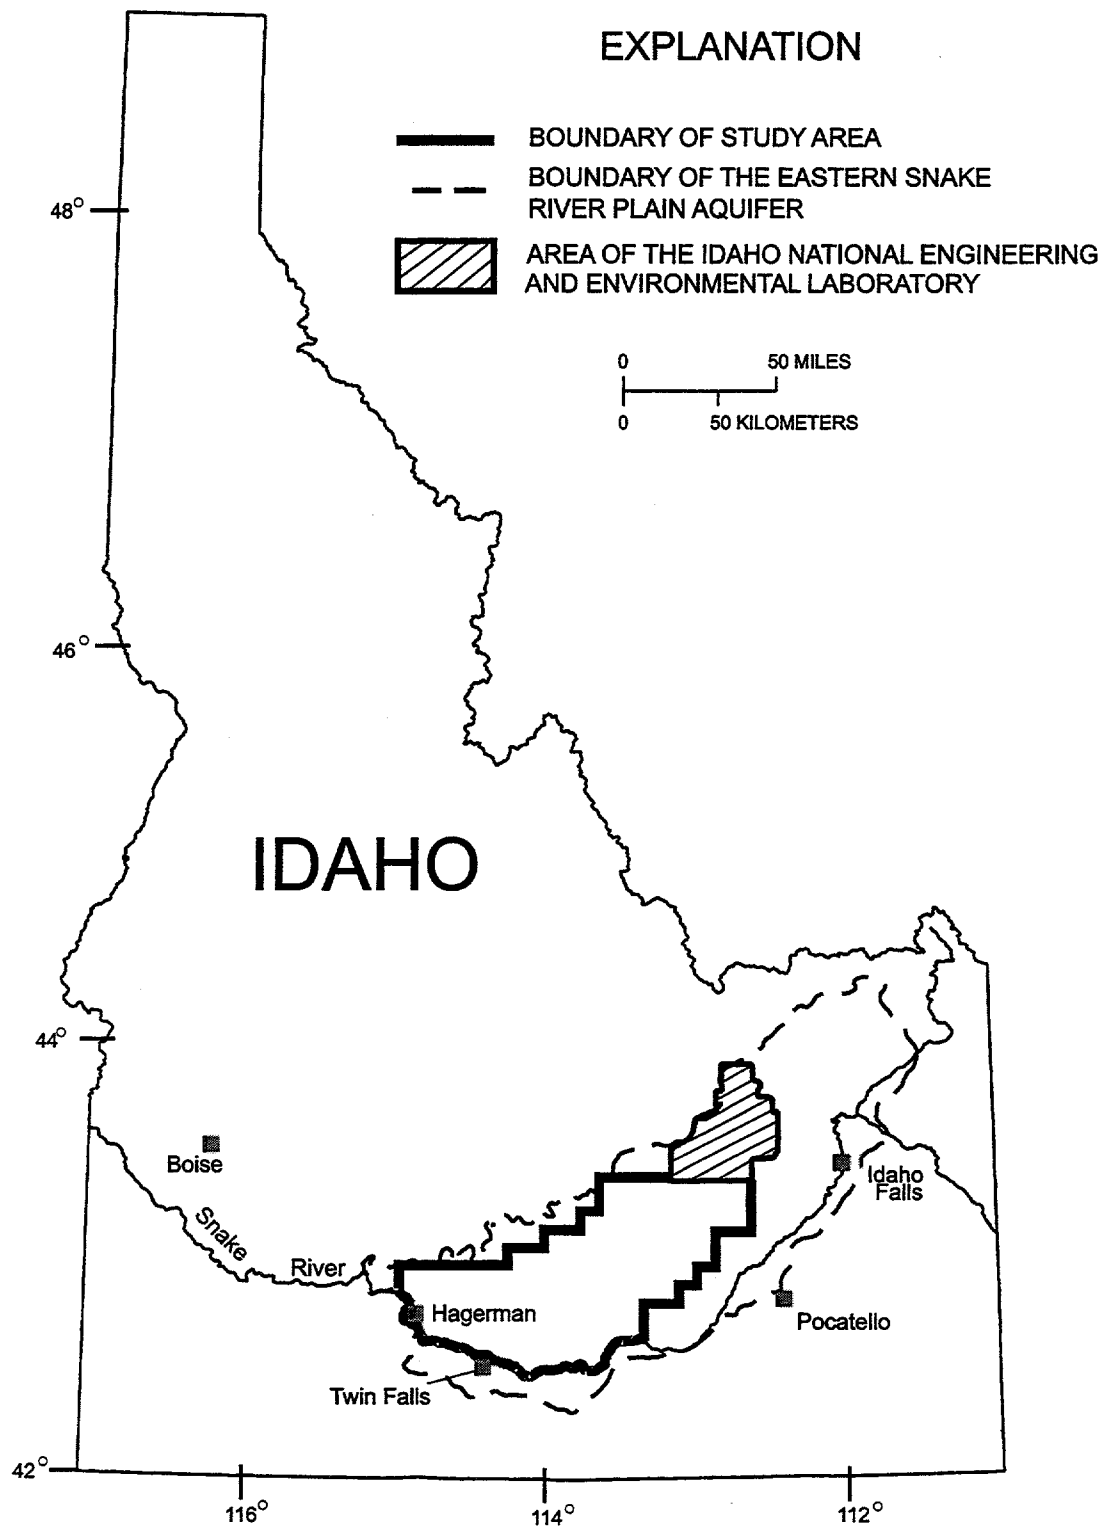 EXPLANATION
BOUNDARY OF STUDY AREA
BOUNDARY OF THE EASTERN SNAKE
RIVER PLAIN AQUIFER
AREA OF THE IDAHO NATIONAL ENGINEERING
AND ENVIRONMENTAL LABORATORY
0 50 MILES
0 50 KILOMETERS
48°
46°
IDAHO
44°
Boise
Idaho
Falls
Snake
River
Hagerman
Pocatello
Twin Falls
42°
116° 114° 112°